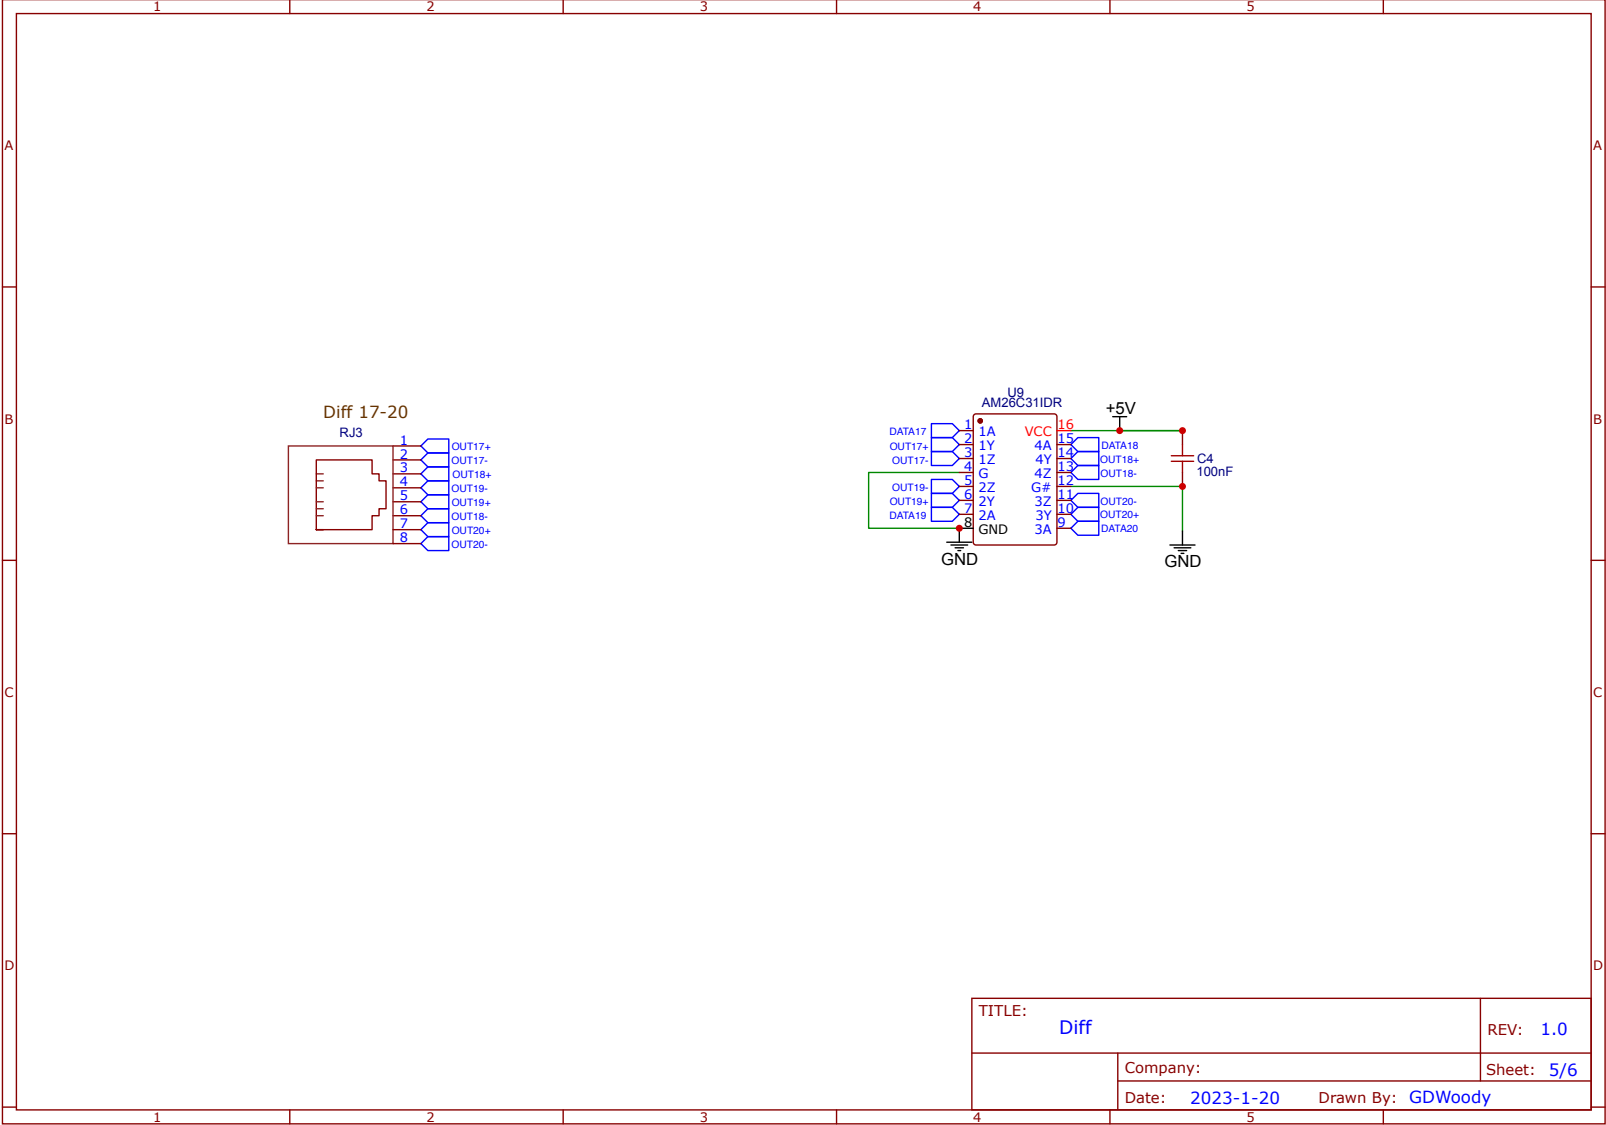 1 2 3 4 5
A A
B B
C C
D D
Diff 17-20
RJ3
1 OUT17+
2 OUT17-
3 OUT18+
4 OUT19-
5 OUT19+
6 OUT18-
7 OUT20+
8 OUT20-
U9
AM26C31IDR
DATA17 1 1A
OUT17+ 2 1Y
OUT17- 3 1Z
4 G
OUT19- 5 2Z
OUT19+ 6 2Y
DATA19 7 2A
8 GND
GND
VCC 16
4A 15 DATA18
4Y 14 OUT18+
4Z 13 OUT18-
G# 12
3Z 11 OUT20-
3Y 10 OUT20+
3A 9 DATA20
+5V
C4
100nF
GND
TITLE:
Diff
REV: 1.0
Company:
Sheet: 5/6
Date: 2023-1-20 Drawn By: GDWoody
1 2 3 4 5